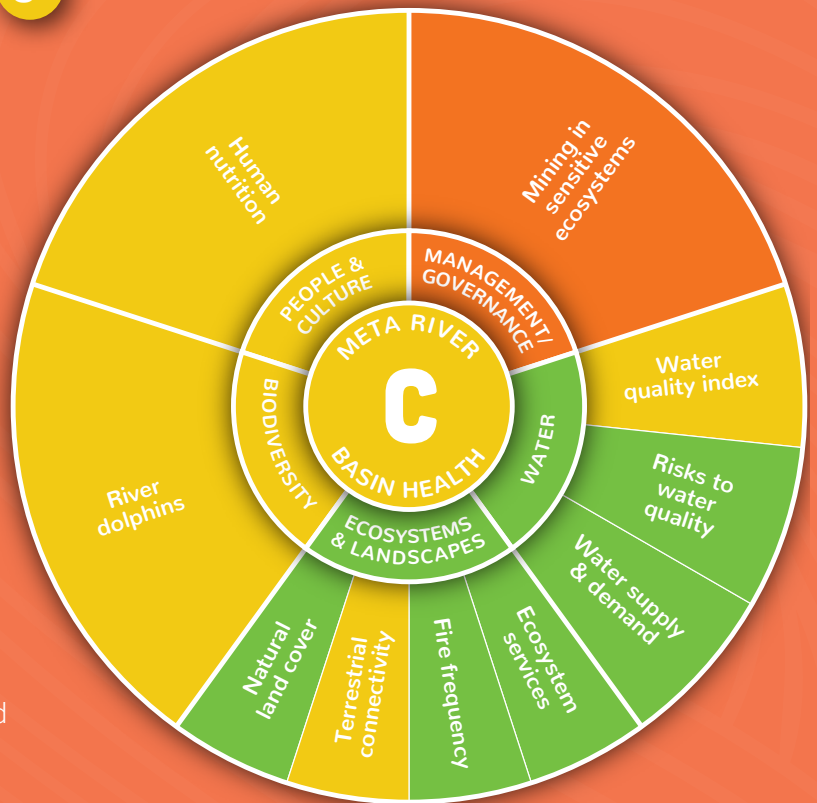 META RIVER
C
BASIN HEALTH
MANAGEMENT/
GOVERNANCE
Mining in
sensitive
ecosystems
WATER
Water
quality index
Risks to
water
quality
Water supply
& demand
ECOSYSTEMS
& LANDSCAPES
Ecosystem
services
Fire frequency
Terrestrial
connectivity
Natural
land cover
BIODIVERSITY
River
dolphins
PEOPLE &
CULTURE
Human
nutrition
d